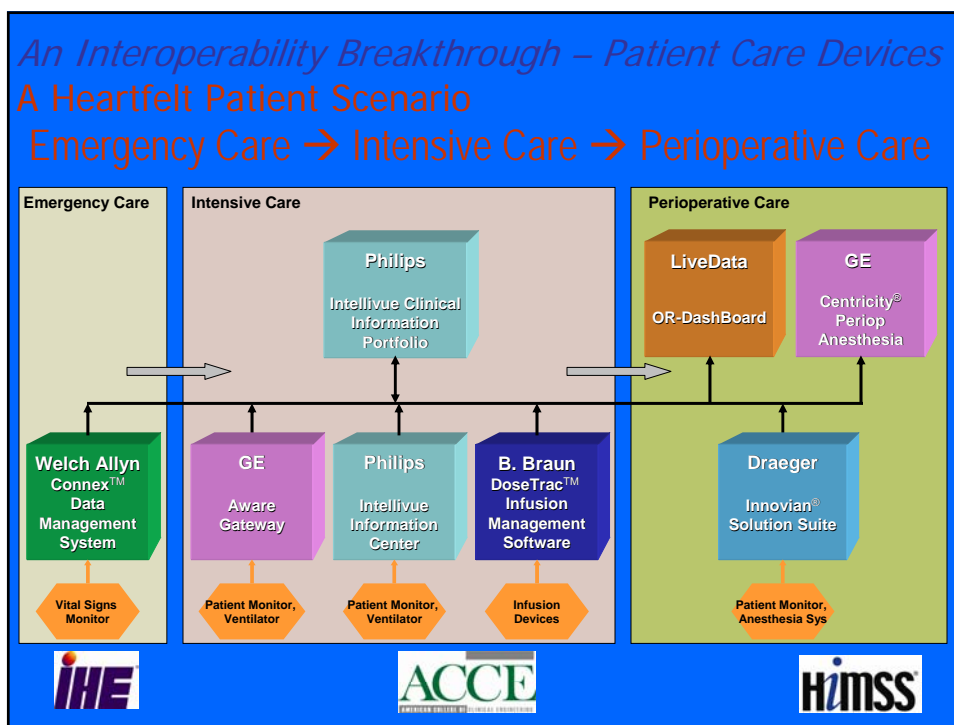 An Interoperability Breakthrough – Patient Care Devices
A Heartfelt Patient Scenario
Emergency Care → Intensive Care → Perioperative Care
Emergency Care
Intensive Care
Perioperative Care
Philips
Intellivue Clinical
Information
Portfolio
LiveData
OR-DashBoard
GE
Centricity®
Periop
Anesthesia
Welch Allyn
Connex™
Data
Management
System
GE
Aware
Gateway
Philips
Intellivue
Information
Center
B. Braun
DoseTrac™
Infusion
Management
Software
Draeger
Innovian®
Solution Suite
Vital Signs
Monitor
Patient Monitor,
Ventilator
Patient Monitor,
Ventilator
Infusion
Devices
Patient Monitor,
Anesthesia Sys
IHE
ACCE
AMERICAN COLLEGE OF CLINICAL ENGINEERING
HiMSS